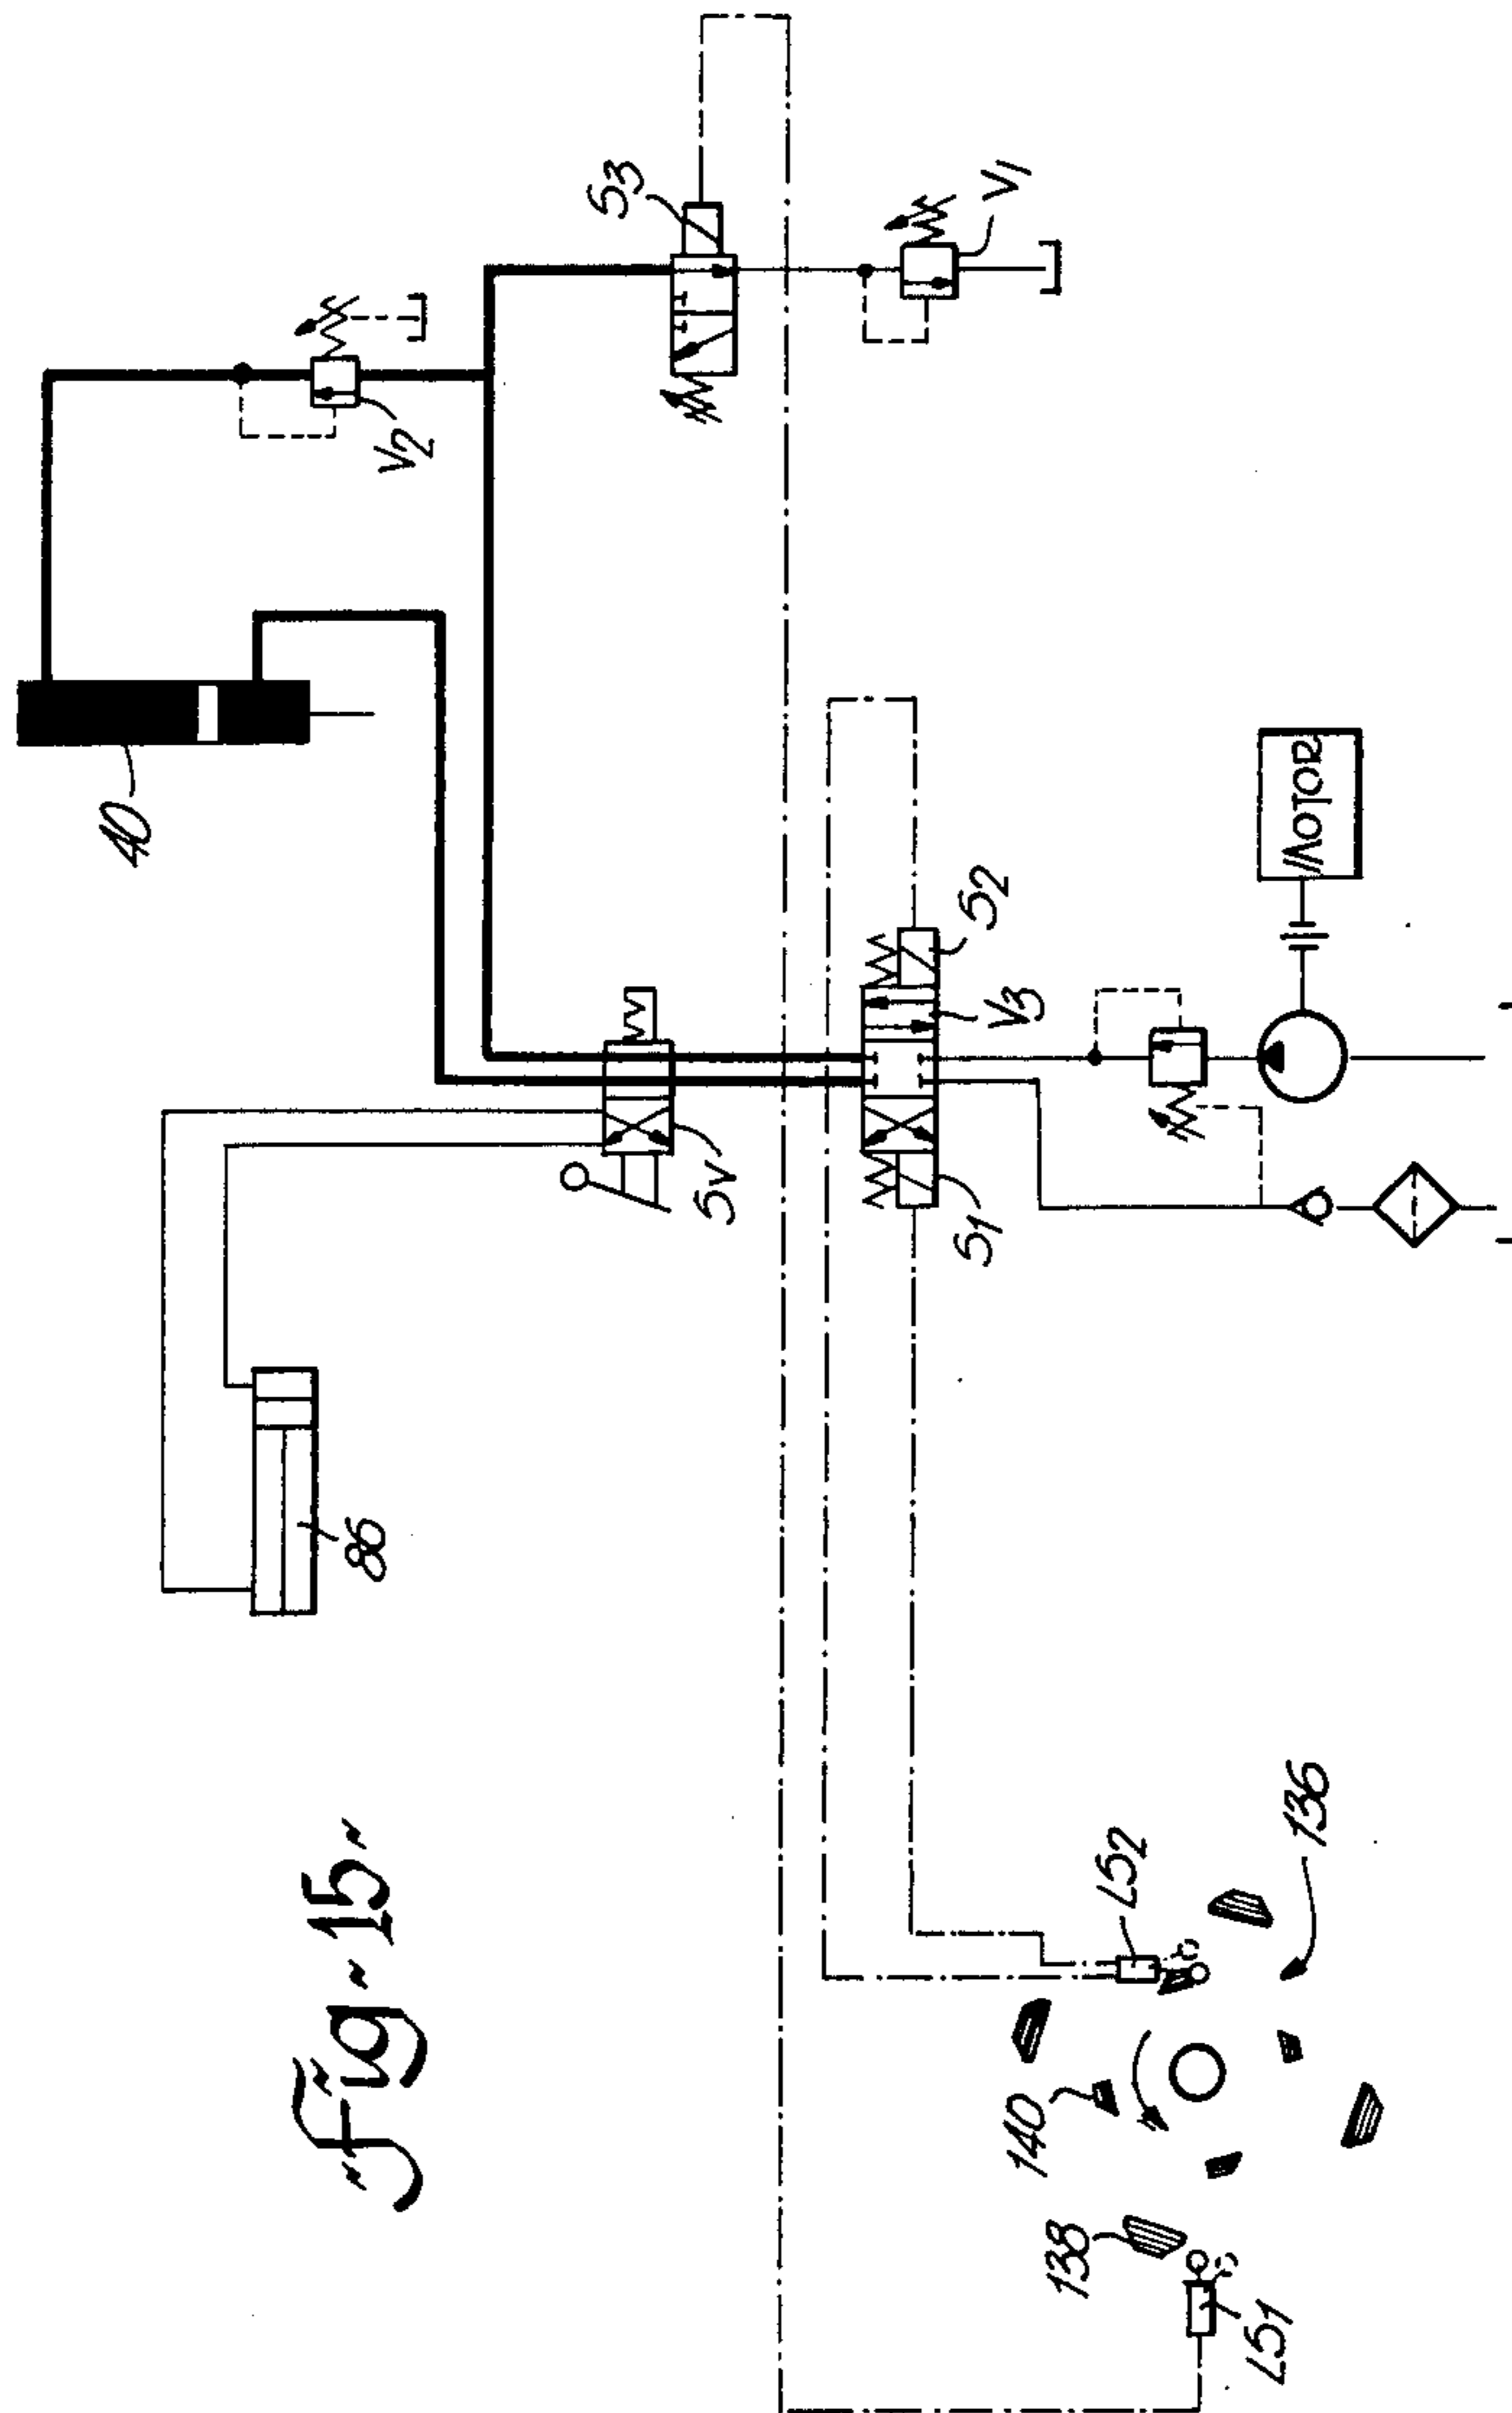 "Fig~15"
40
86
V2
S3
SV
V1
S2
V3
S1
MOTOR
LS2
140
138
136
LS1